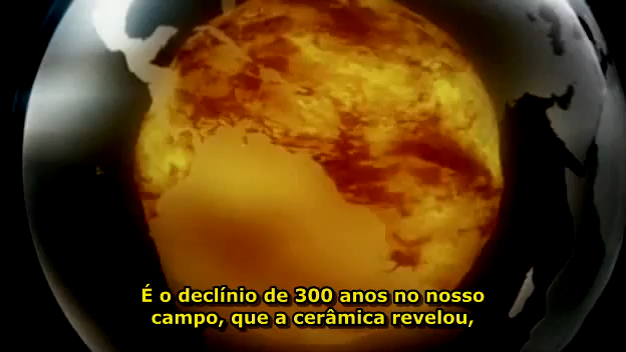 É o declínio de 300 anos no nosso
campo, que a cerâmica revelou,